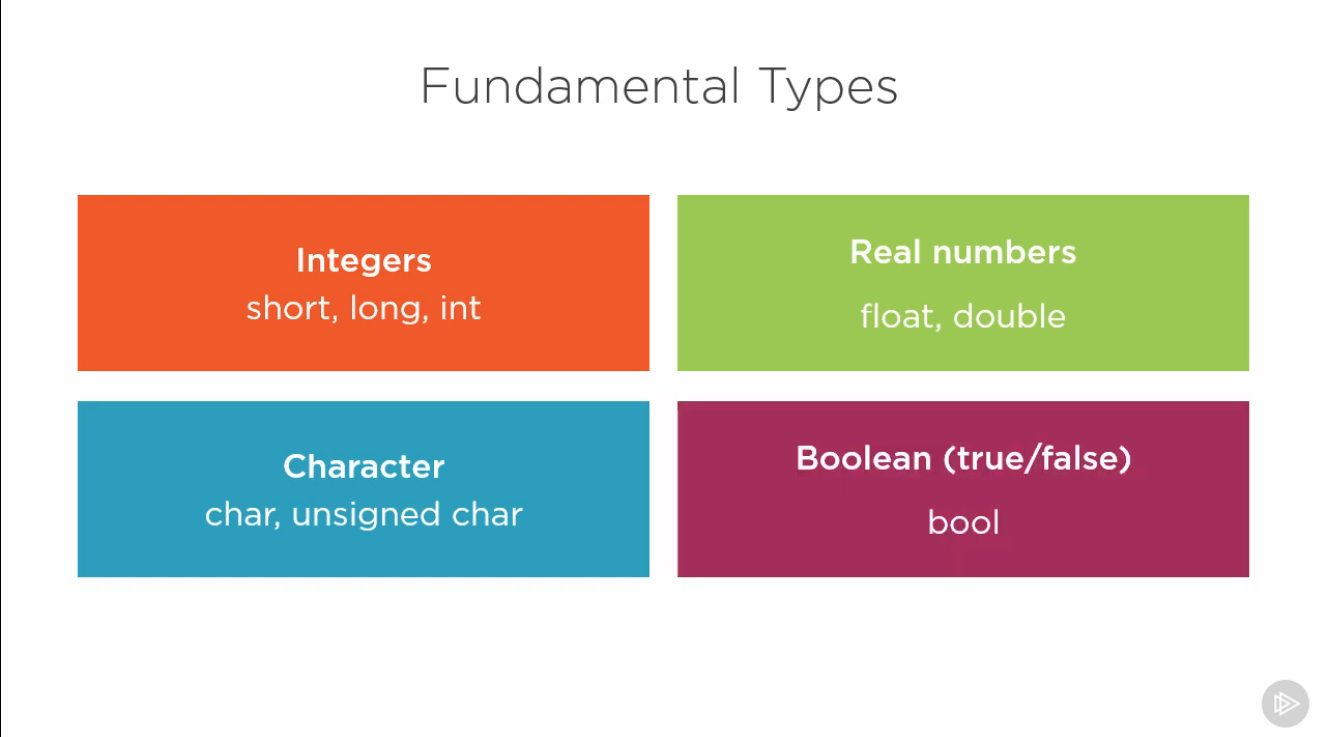 Fundamental Types
Integers
short, long, int
Real numbers
float, double
Character
char, unsigned char
Boolean (true/false)
bool